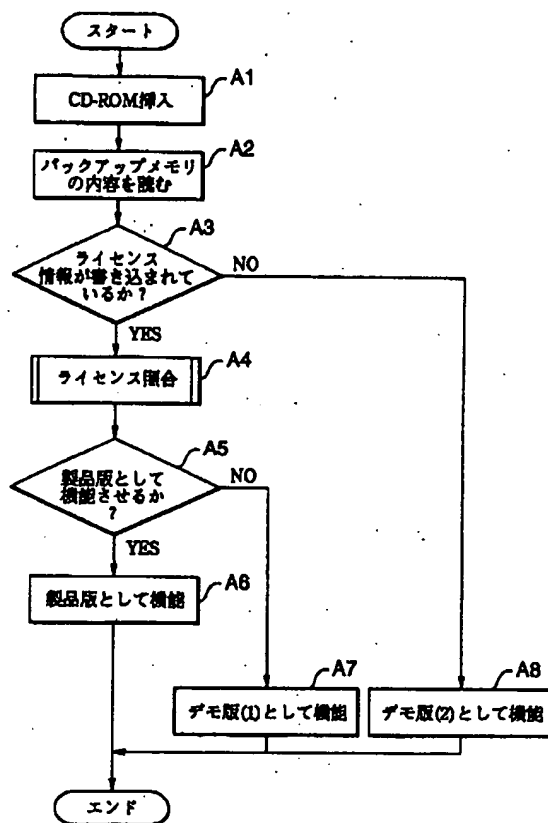 スタート
A1
CD-ROM挿入
A2
バックアップメモリ
の内容を読む
A3
ライセンス
情報が書き込まれて
いるか？
NO
YES
A4
ライセンス照合
A5
製品版として
機能させるか
？
NO
YES
A6
製品版として機能
A7
デモ版(1)として機能
A8
デモ版(2)として機能
エンド